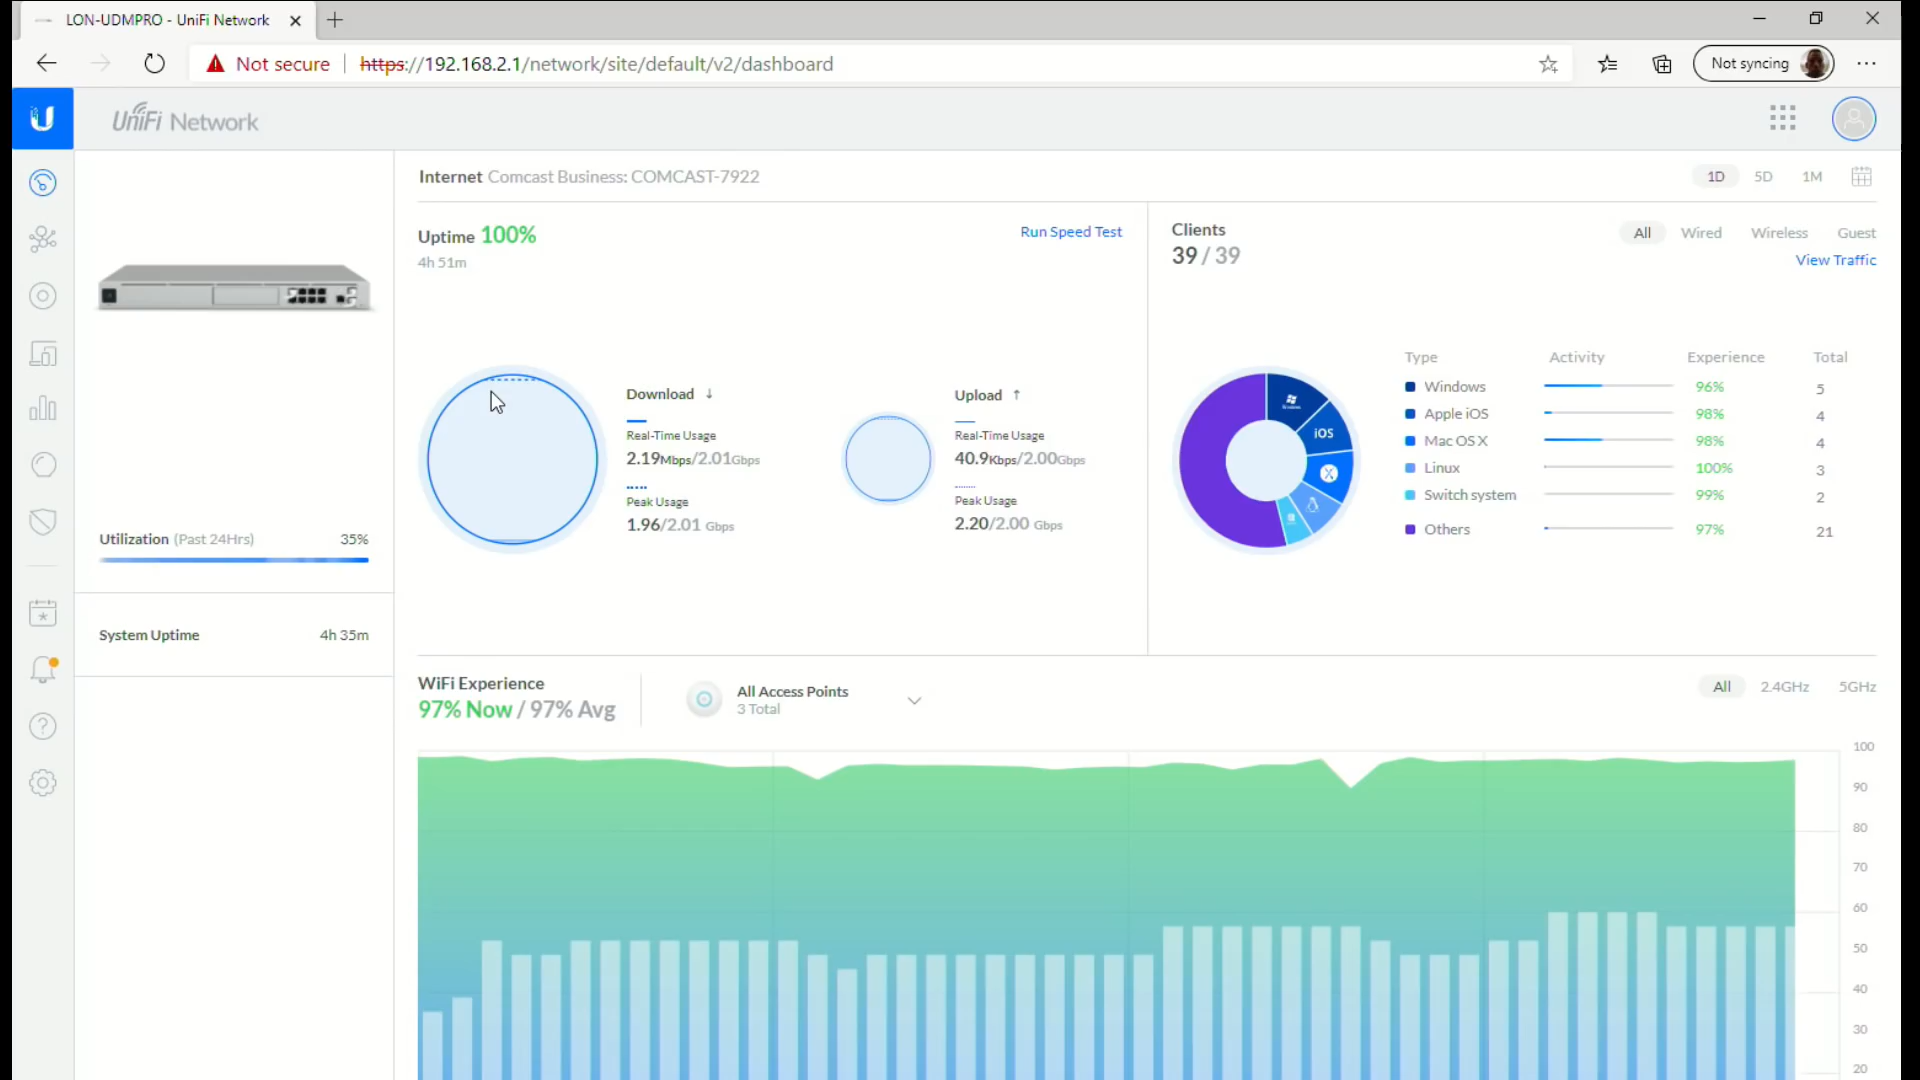 LON-UDMPRO - UniFi Network
Not secure
https://192.168.2.1/network/site/default/v2/dashboard
Not syncing
U
UniFi Network
Internet Comcast Business: COMCAST-7922
1D 5D 1M
Uptime 100%
Run Speed Test
4h 51m
Clients
39 / 39
All Wired Wireless Guest
View Traffic
Download ↓
Real-Time Usage
2.19Mbps/2.01Gbps
Peak Usage
1.96/2.01 Gbps
Upload ↑
Real-Time Usage
40.9Kbps/2.00Gbps
Peak Usage
2.20/2.00 Gbps
Windows
iOS
X
Type Activity Experience Total
Windows 96% 5
Apple iOS 98% 4
Mac OS X 98% 4
Linux 100% 3
Switch system 99% 2
Others 97% 21
Utilization (Past 24Hrs) 35%
System Uptime 4h 35m
WiFi Experience
97% Now / 97% Avg
All Access Points
3 Total
All 2.4GHz 5GHz
100
90
80
70
60
50
40
30
20